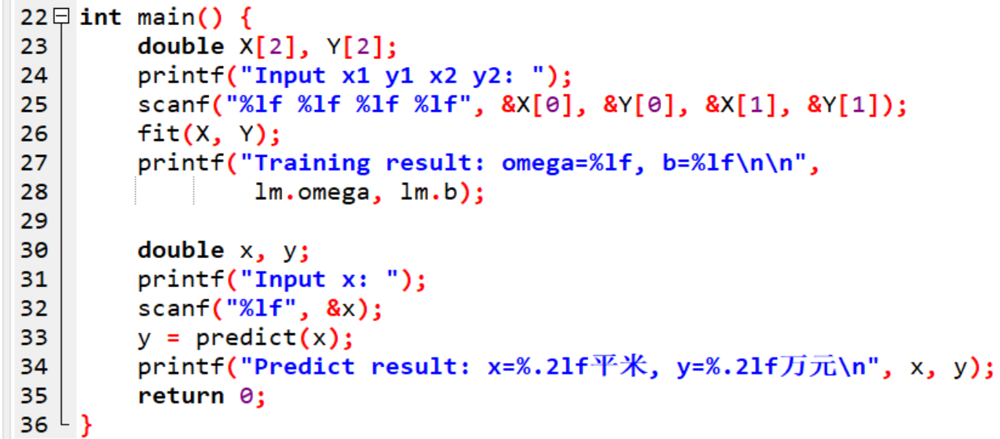 22 int main() {
23 double X[2], Y[2];
24 printf("Input x1 y1 x2 y2: ");
25 scanf("%lf %lf %lf %lf", &X[0], &Y[0], &X[1], &Y[1]);
26 fit(X, Y);
27 printf("Training result: omega=%lf, b=%lf\n\n",
28 lm.omega, lm.b);
29
30 double x, y;
31 printf("Input x: ");
32 scanf("%lf", &x);
33 y = predict(x);
34 printf("Predict result: x=%.2lf平米, y=%.2lf万元\n", x, y);
35 return 0;
36 }